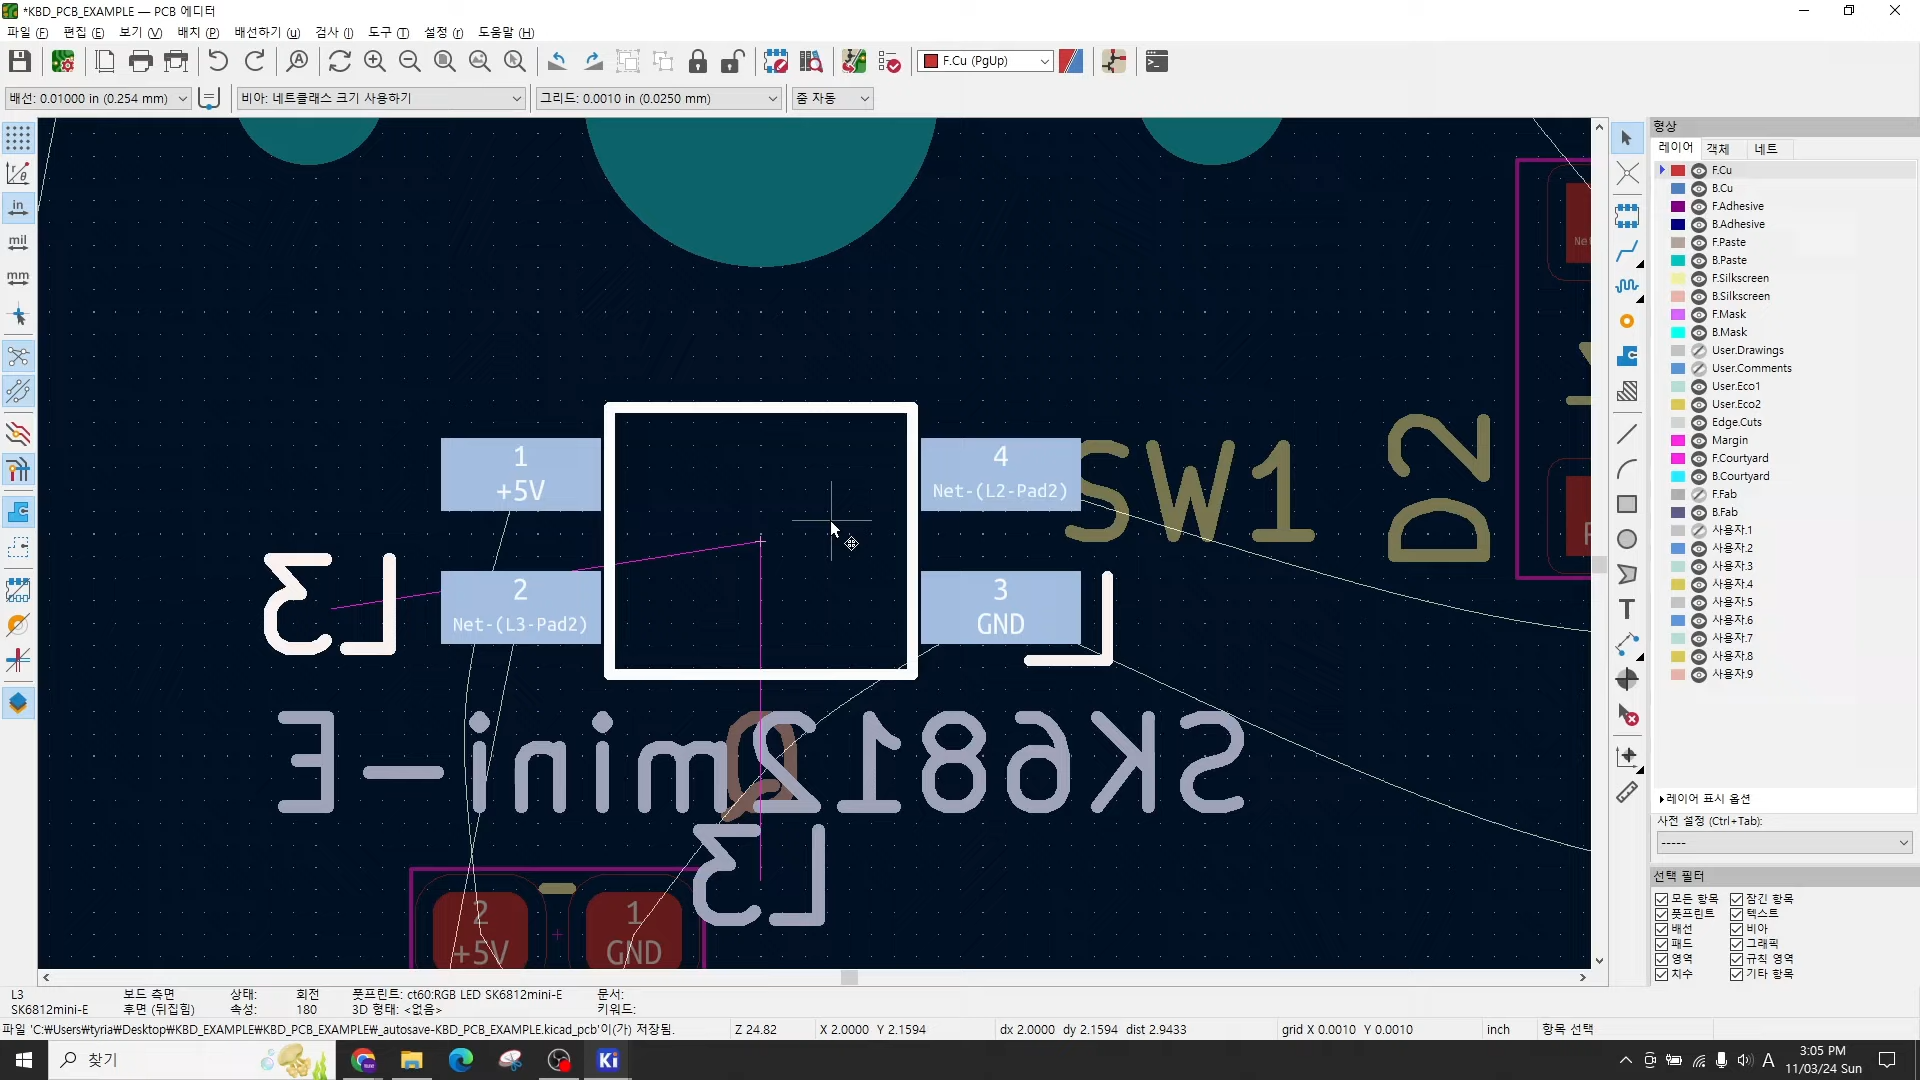 *KBD_PCB_EXAMPLE — PCB 에디터
파일 (F) 편집 (E) 보기 (V) 배치 (P) 배선하기 (u) 검사 (I) 도구 (T) 설정 (r) 도움말 (H)
F.Cu (PgUp)
배선: 0.01000 in (0.254 mm) 비아: 네트클래스 크기 사용하기 그리드: 0.0010 in (0.0250 mm) 줌 자동
in
mil
mm
1
+5V
4
Net-(L2-Pad2)
SW1
D2
L3
2
Net-(L3-Pad2)
3
GND
SK6812mini-E
L3
2
+5V
1
GND
형상
레이어 객체 네트
F.Cu
B.Cu
F.Adhesive
B.Adhesive
F.Paste
B.Paste
F.Silkscreen
B.Silkscreen
F.Mask
B.Mask
User.Drawings
User.Comments
User.Eco1
User.Eco2
Edge.Cuts
Margin
F.Courtyard
B.Courtyard
F.Fab
B.Fab
사용자.1
사용자.2
사용자.3
사용자.4
사용자.5
사용자.6
사용자.7
사용자.8
사용자.9
레이어 표시 옵션
사전 설정 (Ctrl+Tab):
-----
선택 필터
모든 항목 잠긴 항목
풋프린트 텍스트
배선 비아
패드 그래픽
영역 규칙 영역
치수 기타 항목
L3 보드 측면 상태: 회전 풋프린트: ct60:RGB LED SK6812mini-E 문서:
SK6812mini-E 후면 (뒤집힘) 속성: 180 3D 형태: <없음> 키워드:
파일 'C:₩Users₩tyria₩Desktop₩KBD_EXAMPLE₩KBD_PCB_EXAMPLE₩_autosave-KBD_PCB_EXAMPLE.kicad_pcb'이(가) 저장됨. Z 24.82 X 2.0000 Y 2.1594 dx 2.0000 dy 2.1594 dist 2.9433 grid X 0.0010 Y 0.0010 inch 항목 선택
찾기
Ki
A
3:05 PM
11/03/24 Sun